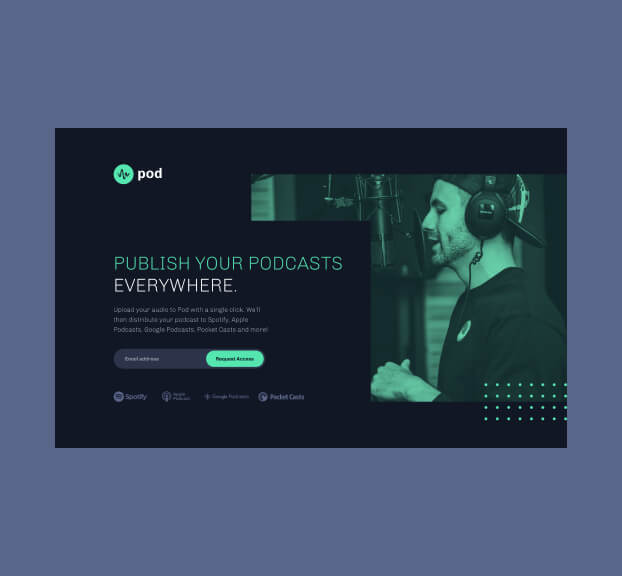 pod
PUBLISH YOUR PODCASTS
EVERYWHERE.
Upload your audio to Pod with a single click. We'll
then distribute your podcast to Spotify, Apple
Podcasts, Google Podcasts, Pocket Casts and more!
Email address
Request Access
Spotify
Apple
Podcast
Google Podcasts
Pocket Casts